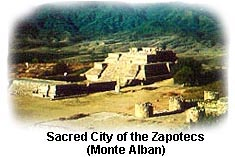 Sacred City of the Zapotecs
(Monte Alban)